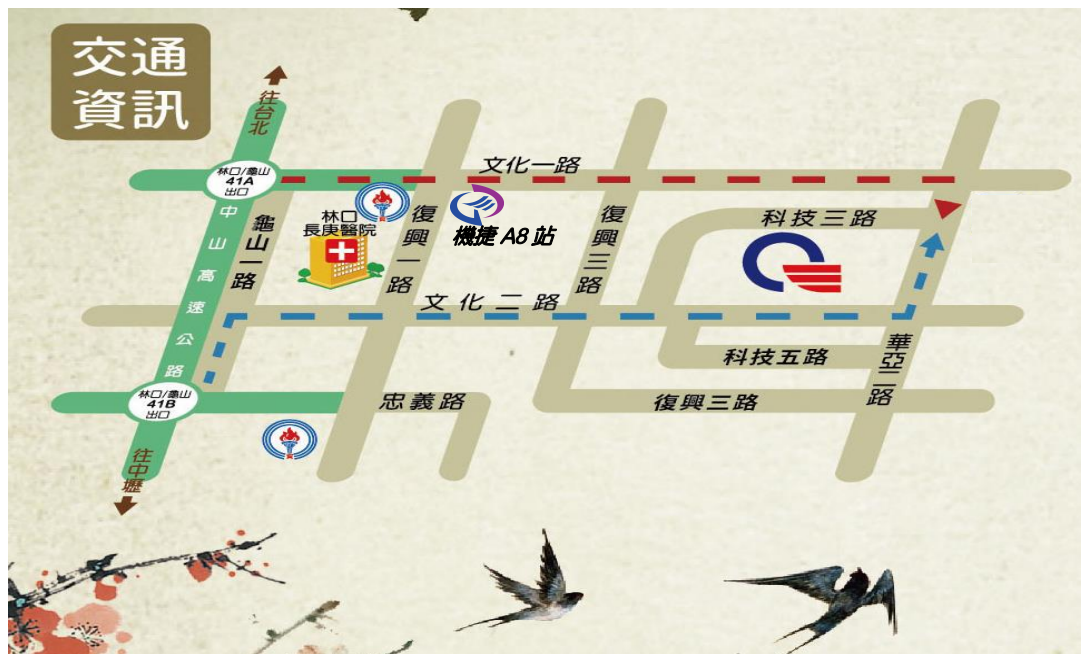 交通
資訊
往台北
林口/龜山
41A
出口
文化一路
中山高速公路
龜山一路
林口
長庚醫院
復興一路
機捷 A8 站
復興三路
科技三路
文化二路
科技五路
華亞二路
林口/龜山
41B
出口
忠義路
復興三路
往中壢